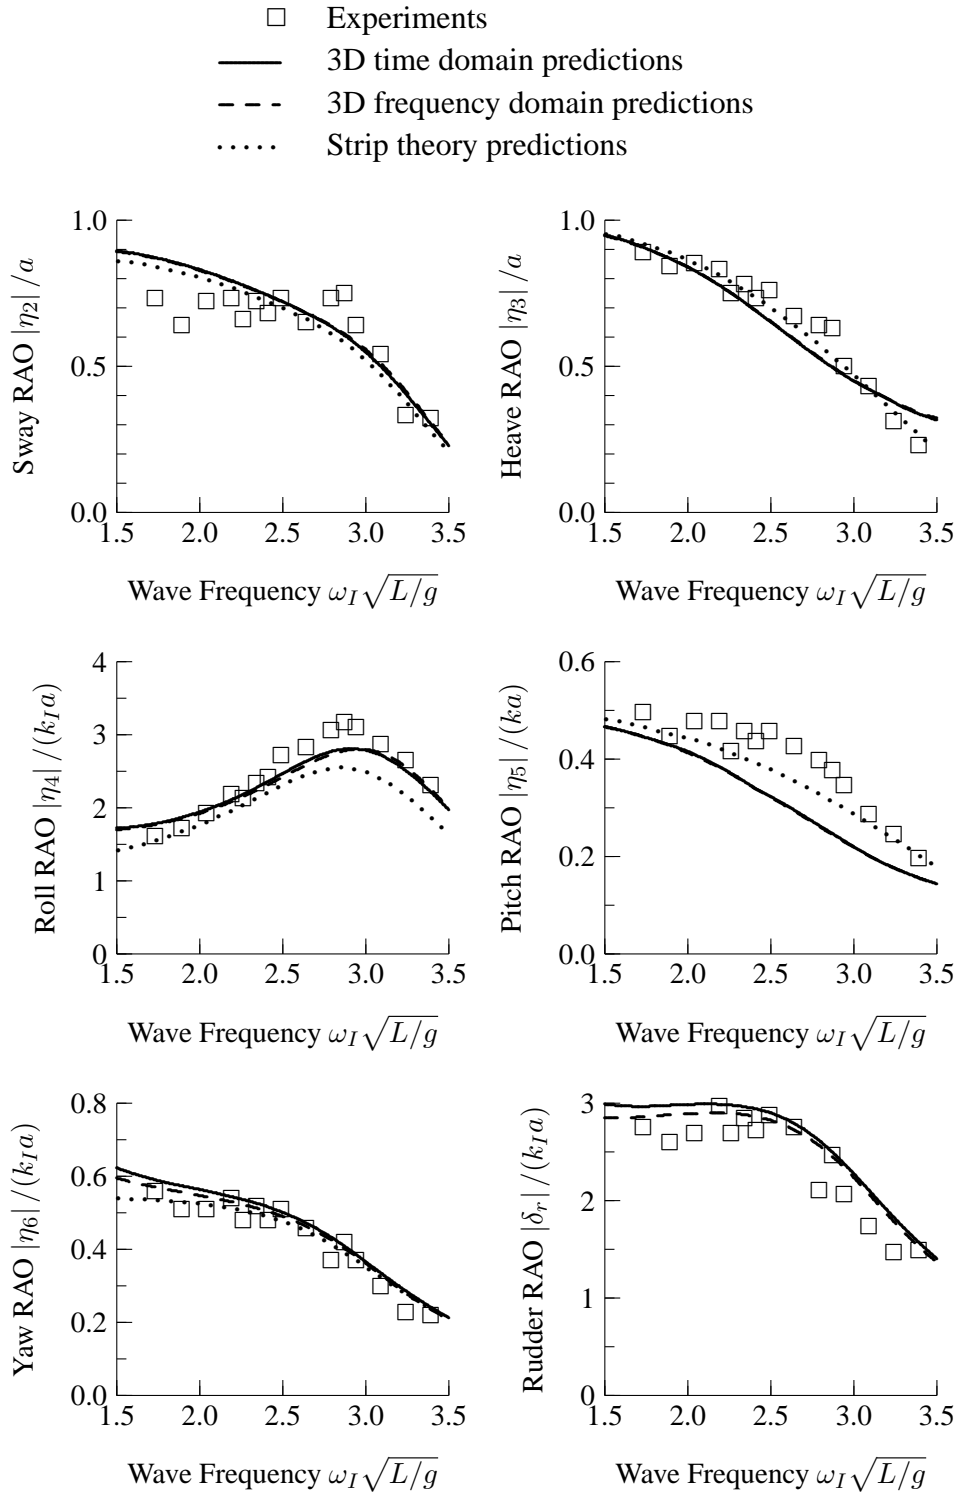 Experiments
3D time domain predictions
3D frequency domain predictions
Strip theory predictions
Sway RAO |η2| /a
1.0
0.5
0.0
1.5 2.0 2.5 3.0 3.5
Wave Frequency ωI√L/g
Heave RAO |η3| /a
1.0
0.5
0.0
1.5 2.0 2.5 3.0 3.5
Wave Frequency ωI√L/g
Roll RAO |η4| /(kIa)
4
3
2
1
0
1.5 2.0 2.5 3.0 3.5
Wave Frequency ωI√L/g
Pitch RAO |η5| /(ka)
0.6
0.4
0.2
0.0
1.5 2.0 2.5 3.0 3.5
Wave Frequency ωI√L/g
Yaw RAO |η6| /(kIa)
0.8
0.6
0.4
0.2
0.0
1.5 2.0 2.5 3.0 3.5
Wave Frequency ωI√L/g
Rudder RAO |δr| /(kIa)
3
2
1
0
1.5 2.0 2.5 3.0 3.5
Wave Frequency ωI√L/g